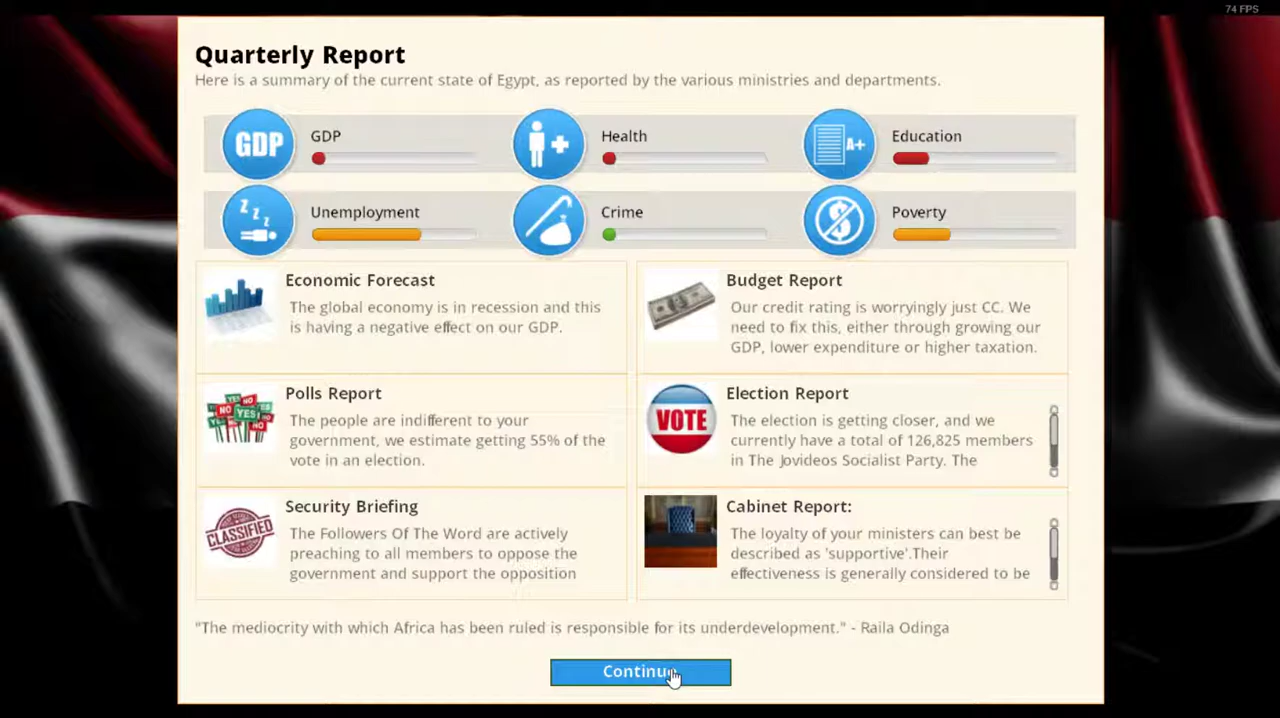 74 FPS
Quarterly Report
Here is a summary of the current state of Egypt, as reported by the various ministries and departments.
GDP
GDP
Health
A+
Education
Z Z Z
Unemployment
Crime
$
Poverty
Economic Forecast
The global economy is in recession and this
is having a negative effect on our GDP.
Budget Report
Our credit rating is worryingly just CC. We
need to fix this, either through growing our
GDP, lower expenditure or higher taxation.
NO YES NO YES NO
Polls Report
The people are indifferent to your
government, we estimate getting 55% of the
vote in an election.
VOTE
Election Report
The election is getting closer, and we
currently have a total of 126,825 members
in The Jovideos Socialist Party. The
CLASSIFIED
Security Briefing
The Followers Of The Word are actively
preaching to all members to oppose the
government and support the opposition
Cabinet Report:
The loyalty of your ministers can best be
described as 'supportive'.Their
effectiveness is generally considered to be
"The mediocrity with which Africa has been ruled is responsible for its underdevelopment." - Raila Odinga
Continue